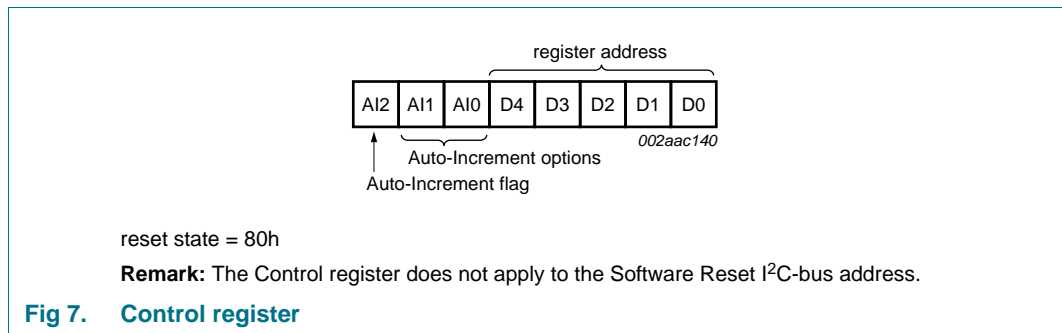 register address
AI2 AI1 AI0 D4 D3 D2 D1 D0
002aac140
Auto-Increment options
Auto-Increment flag
reset state = 80h
Remark: The Control register does not apply to the Software Reset I²C-bus address.
Fig 7. Control register